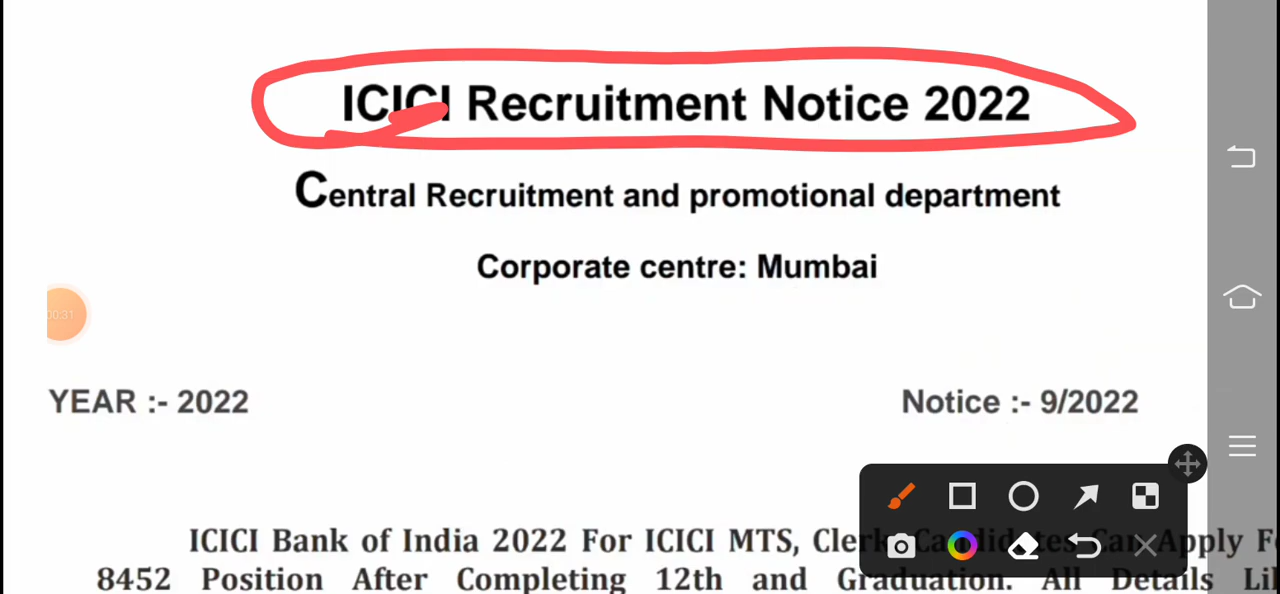 ICICI Recruitment Notice 2022
Central Recruitment and promotional department
Corporate centre: Mumbai
00:31
YEAR :- 2022
Notice :- 9/2022
ICICI Bank of India 2022 For ICICI MTS, Clerk Candidates Can Apply
8452 Position After Completing 12th and Graduation. All Details